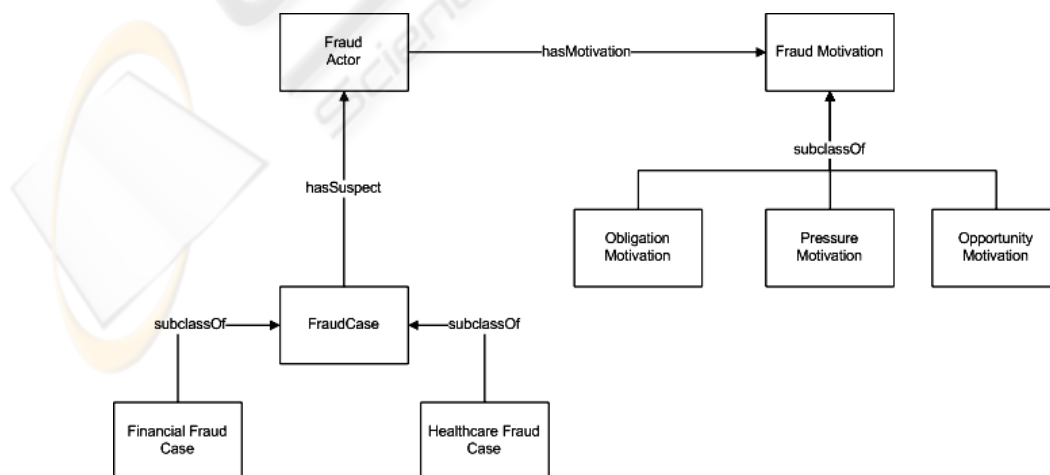 Fraud
Actor
hasMotivation
Fraud Motivation
subclassOf
hasSuspect
Obligation
Motivation
Pressure
Motivation
Opportunity
Motivation
subclassOf
FraudCase
subclassOf
Financial Fraud
Case
Healthcare Fraud
Case